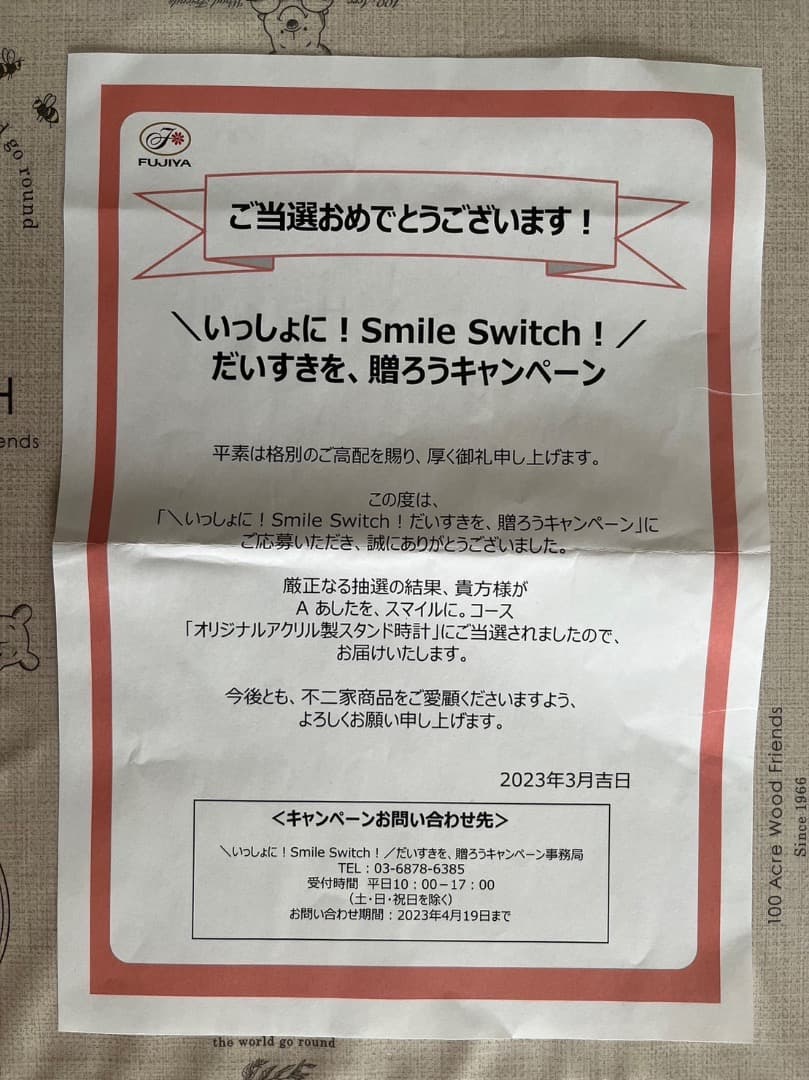 100 Acre Wood Friends
go round
H
ends
FUJIYA
ご当選おめでとうございます！
＼いっしょに！Smile Switch！／
だいすきを、贈ろうキャンペーン
平素は格別のご高配を賜り、厚く御礼申し上げます。
この度は、
「＼いっしょに！Smile Switch！だいすきを、贈ろうキャンペーン」に
ご応募いただき、誠にありがとうございました。
厳正なる抽選の結果、貴方様が
A あしたを、スマイルに。コース
「オリジナルアクリル製スタンド時計」にご当選されましたので、
お届けいたします。
今後とも、不二家商品をご愛顧くださいますよう、
よろしくお願い申し上げます。
2023年3月吉日
＜キャンペーンお問い合わせ先＞
＼いっしょに！Smile Switch！／だいすきを、贈ろうキャンペーン事務局
TEL：03-6878-6385
受付時間 平日10：00－17：00
（土・日・祝日を除く）
お問い合わせ期間：2023年4月19日まで
Since 1966
the world go round